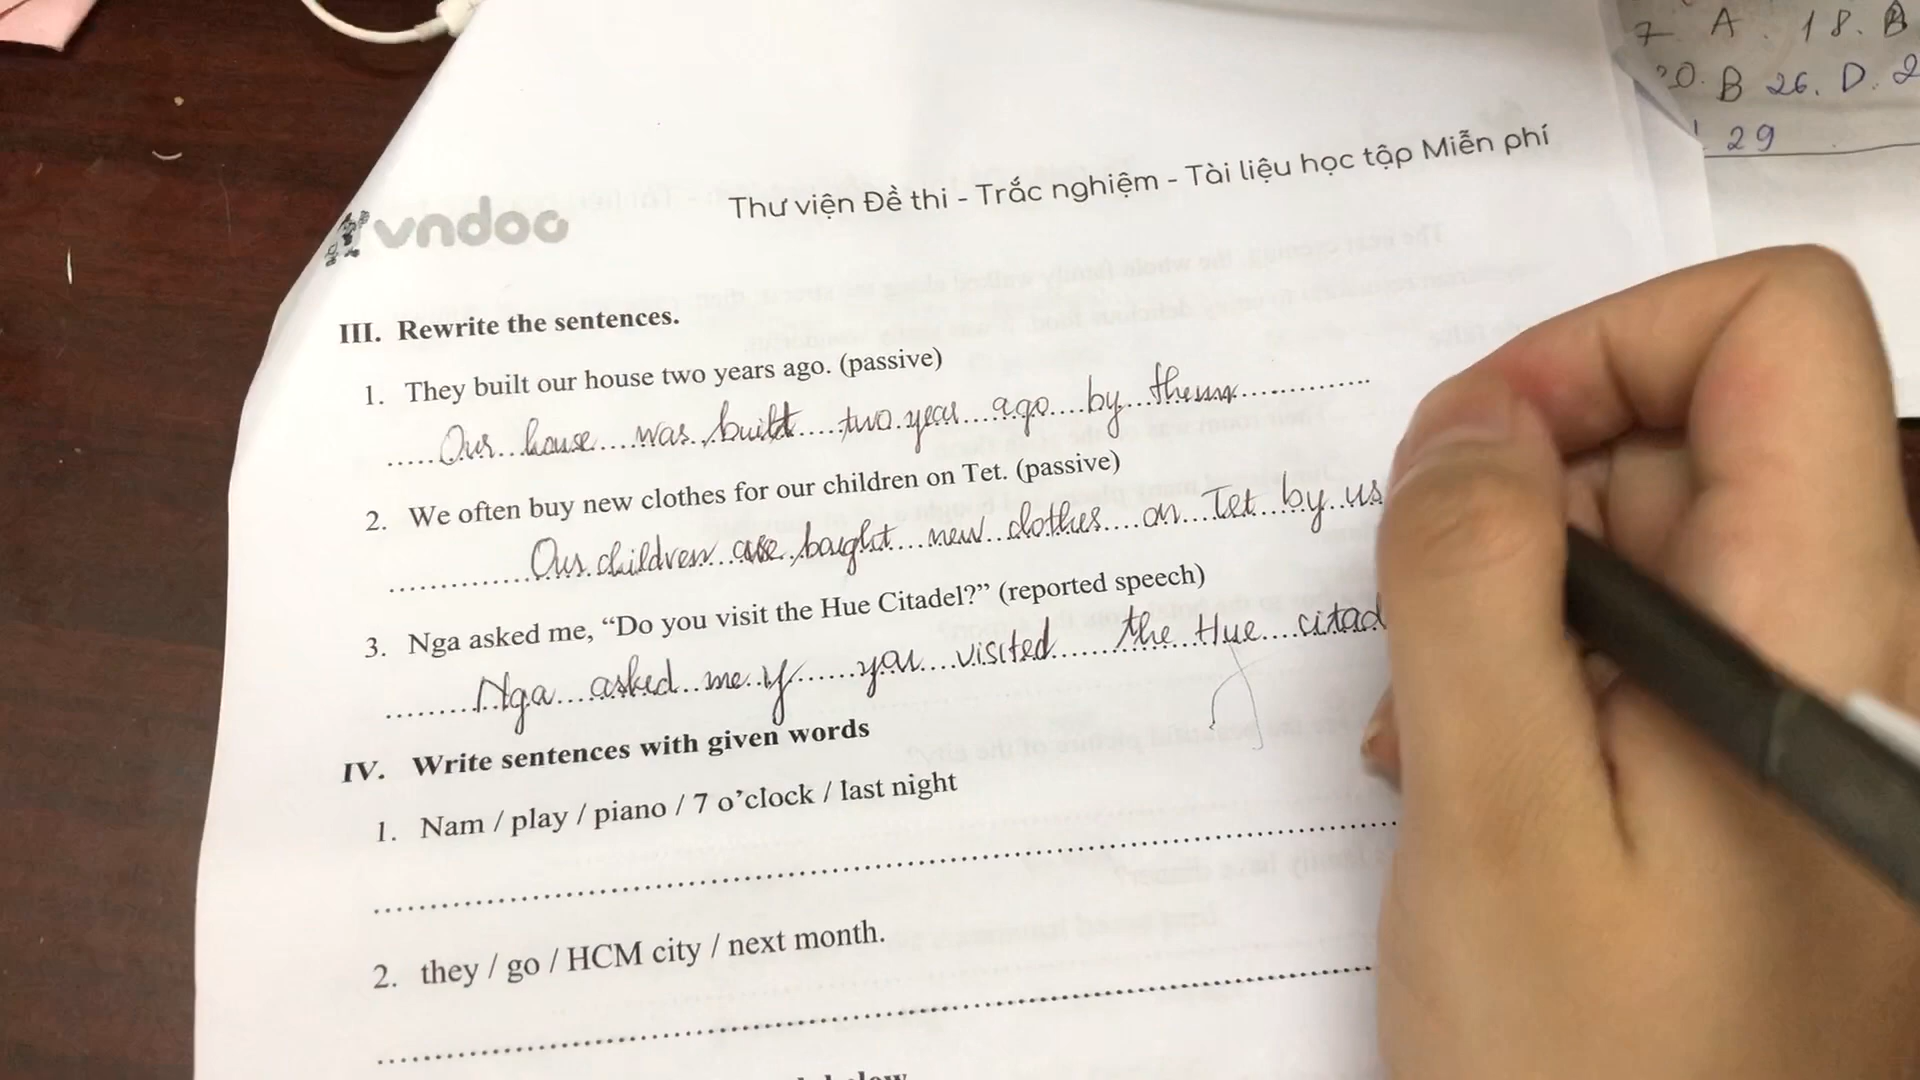 7. A. 18. B
20. B 26. D. 2
29
vndoc
Thư viện Đề thi - Trắc nghiệm - Tài liệu học tập Miễn phí
III. Rewrite the sentences.
1. They built our house two years ago. (passive)
Our house was built two year ago by them
2. We often buy new clothes for our children on Tet. (passive)
Our children are bought new clothes on Tet by us
3. Nga asked me, “Do you visit the Hue Citadel?” (reported speech)
Nga asked me if you visited the Hue citad
IV. Write sentences with given words
1. Nam / play / piano / 7 o’clock / last night
2. they / go / HCM city / next month.